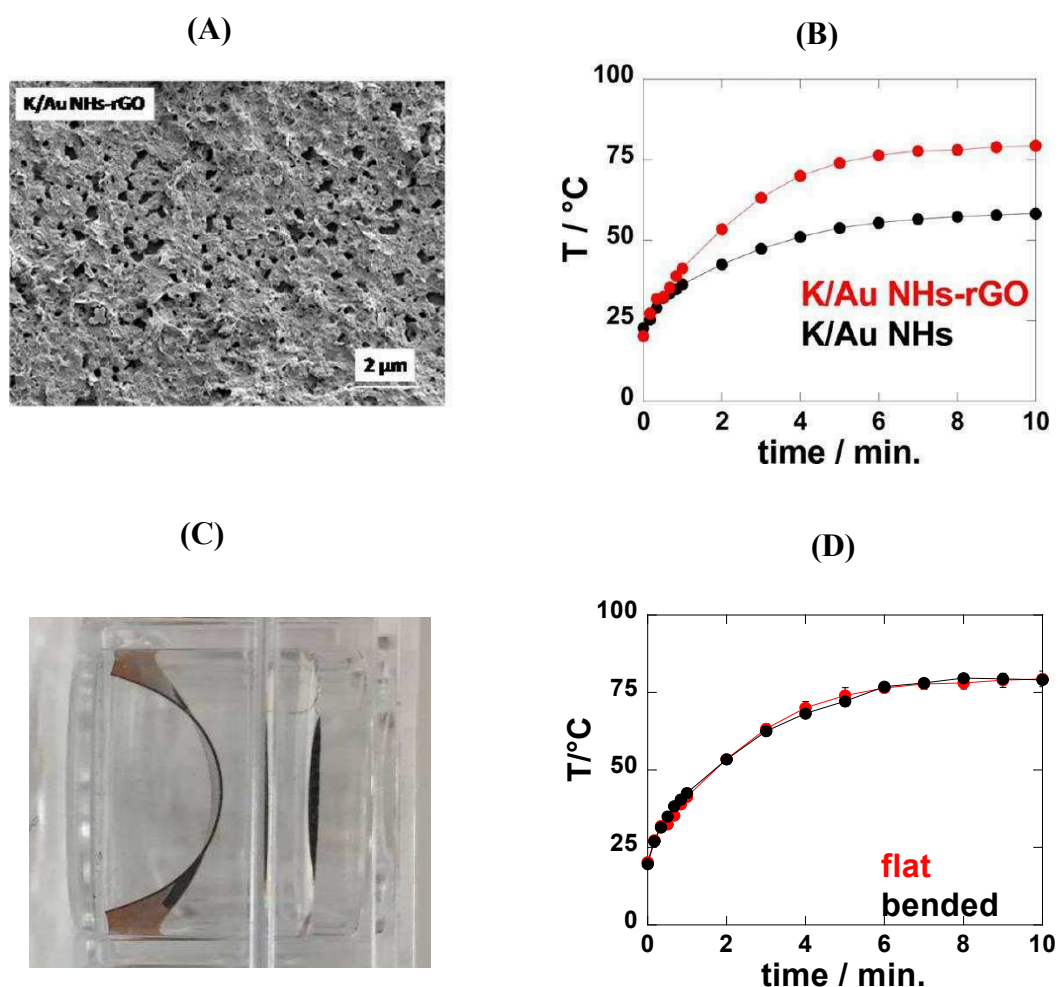 (A)
K/Au NHs-rGO
2 µm
(B)
100
75
50
25
0
T / °C
K/Au NHs-rGO
K/Au NHs
0 2 4 6 8 10
time / min.
(C)
(D)
100
75
50
25
0
T/°C
flat
bended
0 2 4 6 8 10
time / min.